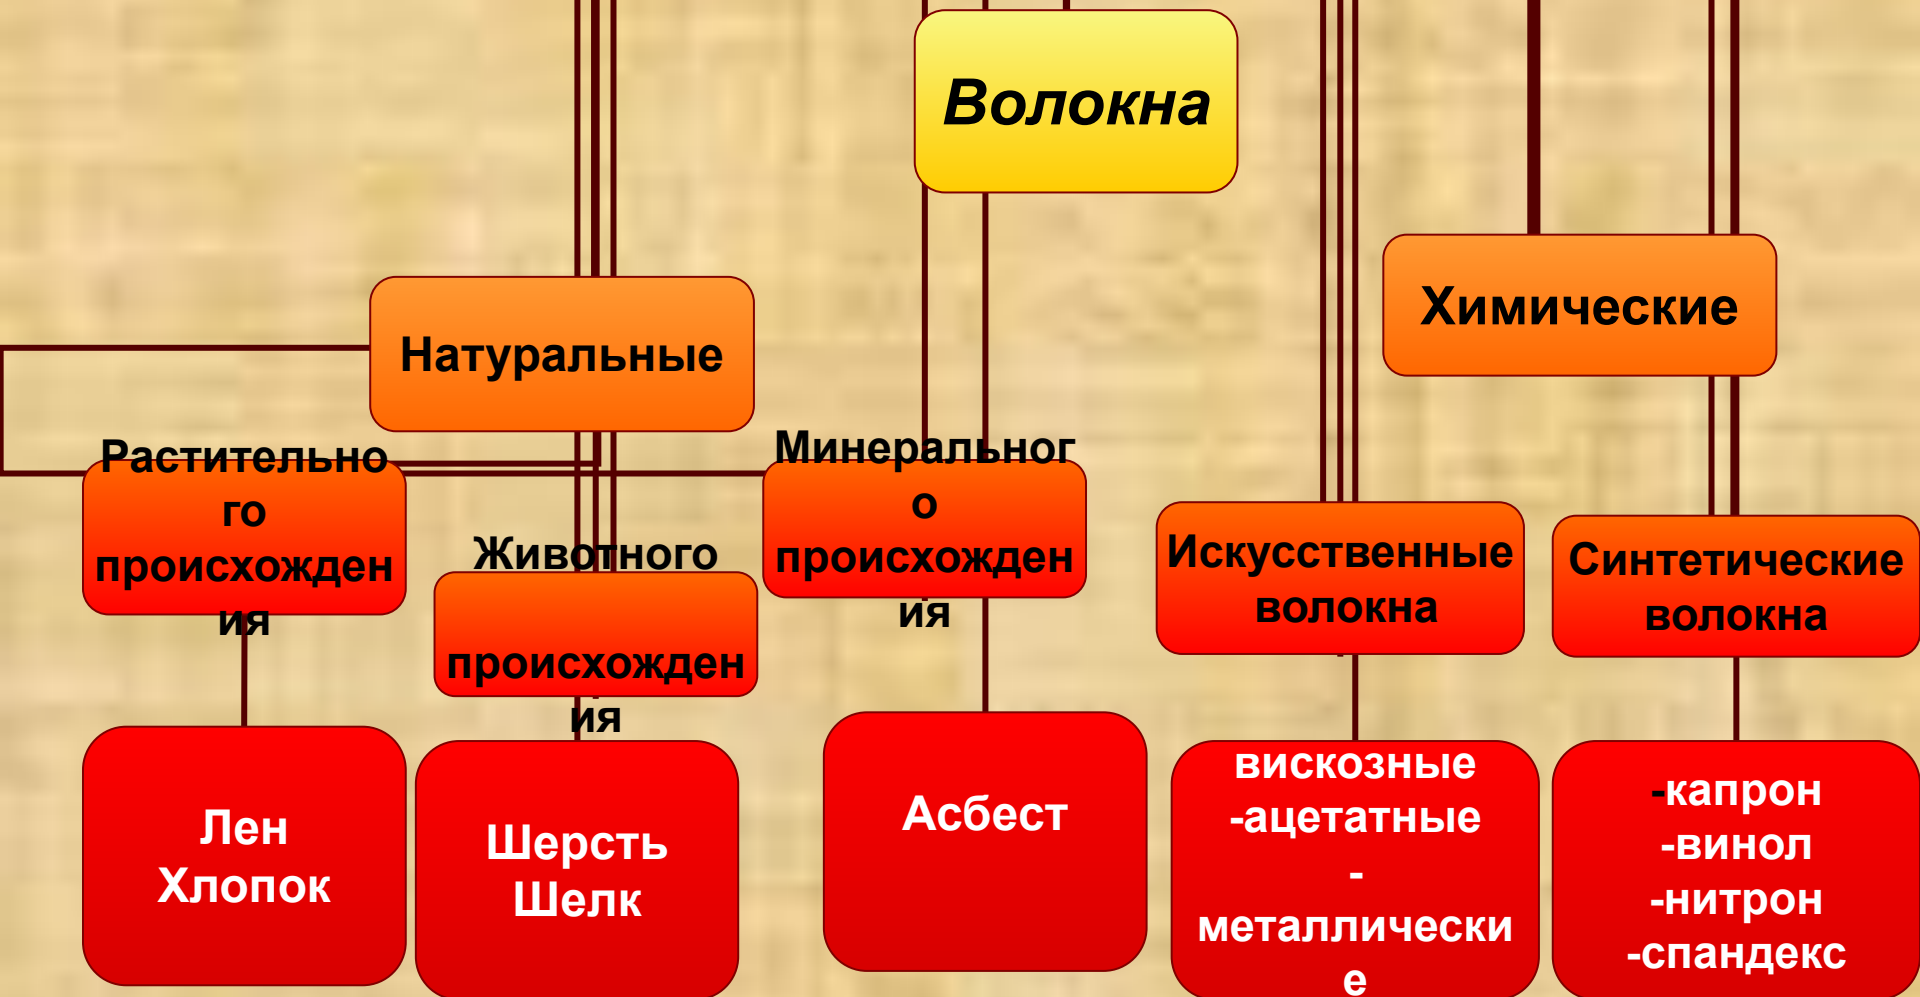 Волокна
Химические
Натуральные
Растительно
го
происхожден
ия
Животного
происхожден
ия
Минеральног
о
происхожден
ия
Искусственные
волокна
Синтетические
волокна
Лен
Хлопок
Шерсть
Шелк
Асбест
вискозные
-ацетатные
-
металлически
е
-капрон
-винол
-нитрон
-спандекс